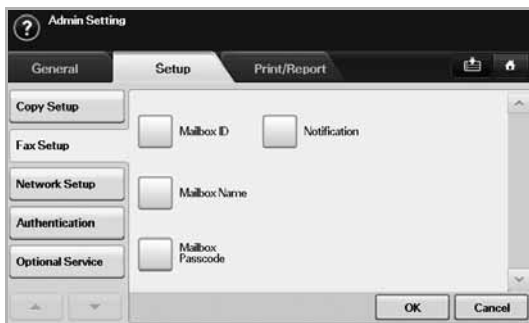 ? Admin Setting
General Setup Print/Report
Copy Setup
Fax Setup
Network Setup
Authentication
Optional Service
Mailbox ID Notification
Mailbox Name
Mailbox
Passcode
OK Cancel